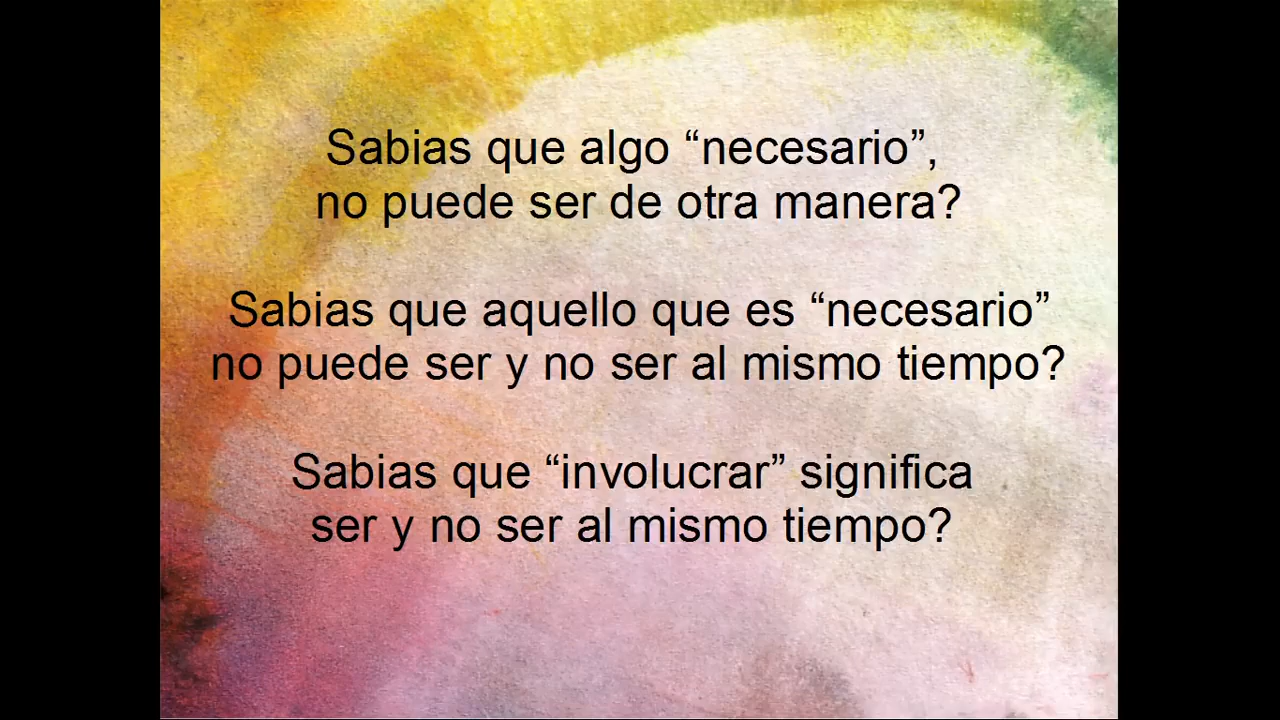 Sabias que algo “necesario”,
no puede ser de otra manera?
Sabias que aquello que es “necesario”
no puede ser y no ser al mismo tiempo?
Sabias que “involucrar” significa
ser y no ser al mismo tiempo?